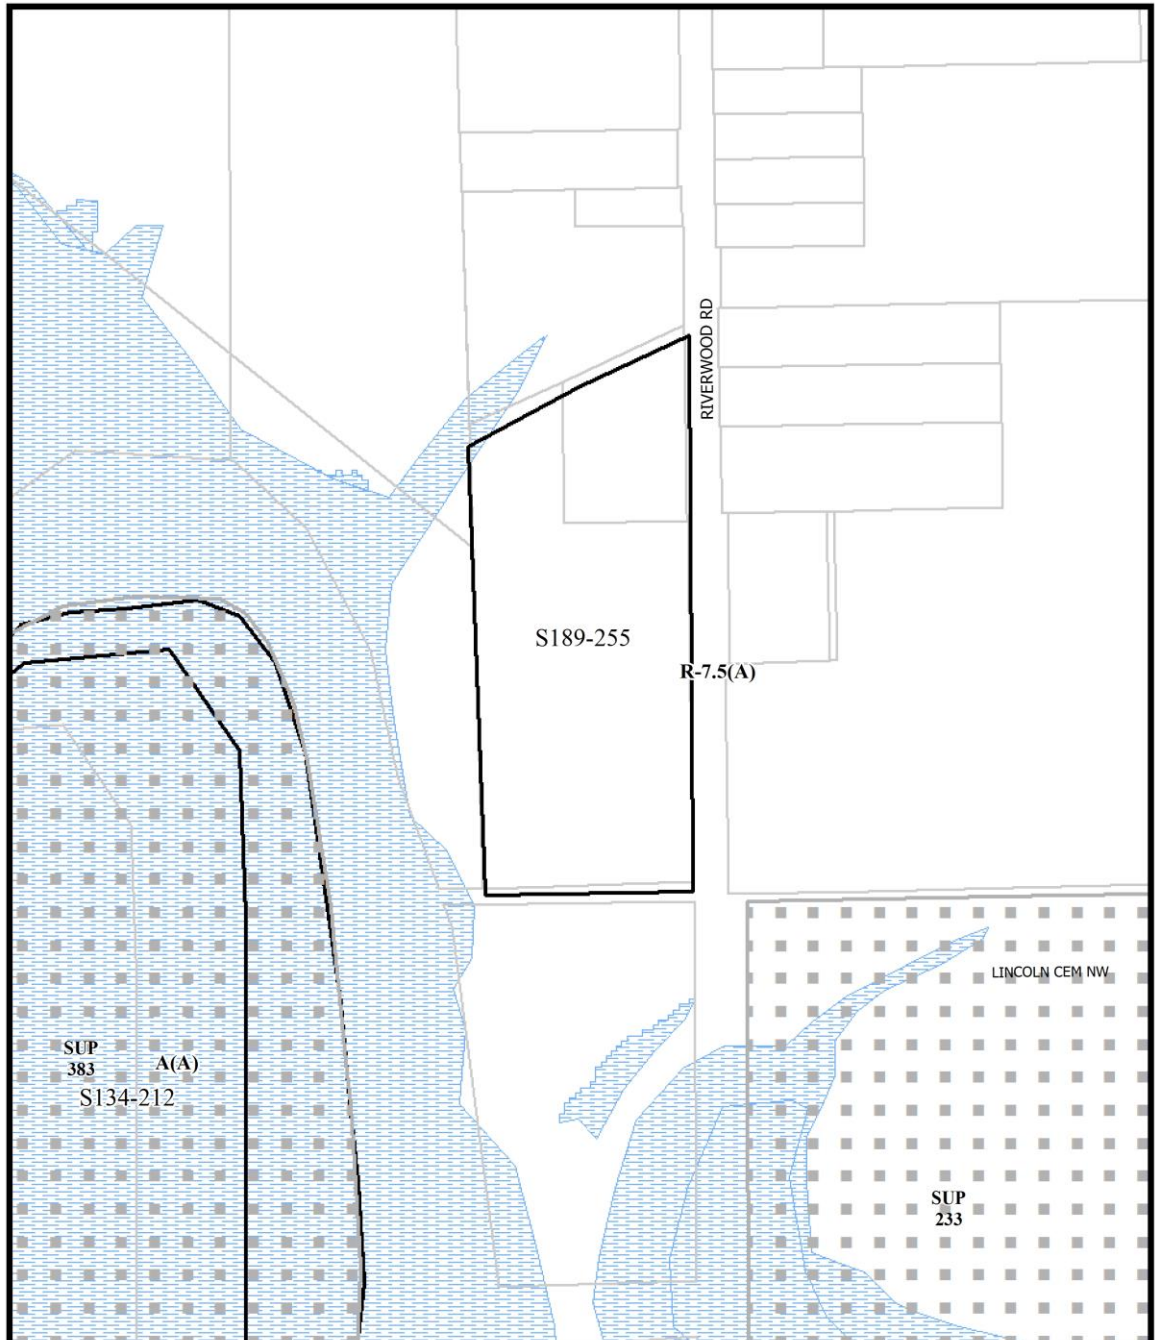 RIVERWOOD RD
S189-255
R-7.5(A)
LINCOLN CEM NW
SUP
383
A(A)
S134-212
SUP
233